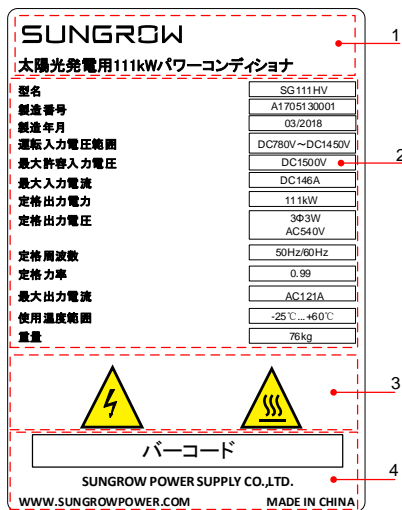 SUNGROW
太陽光発電用111kWパワーコンディショナ
1
型名 SG111HV
製造番号 A1705130001
製造年月 03/2018
運転入力電圧範囲 DC780V～DC1450V
最大許容入力電圧 DC1500V
2
最大入力電流 DC146A
定格出力電力 111kW
定格出力電圧 3Φ3W
AC540V
定格周波数 50Hz/60Hz
定格力率 0.99
最大出力電流 AC121A
使用温度範囲 -25℃...+60℃
重量 76kg
3
バーコード
4
SUNGROW POWER SUPPLY CO.,LTD.
WWW.SUNGROWPOWER.COM MADE IN CHINA